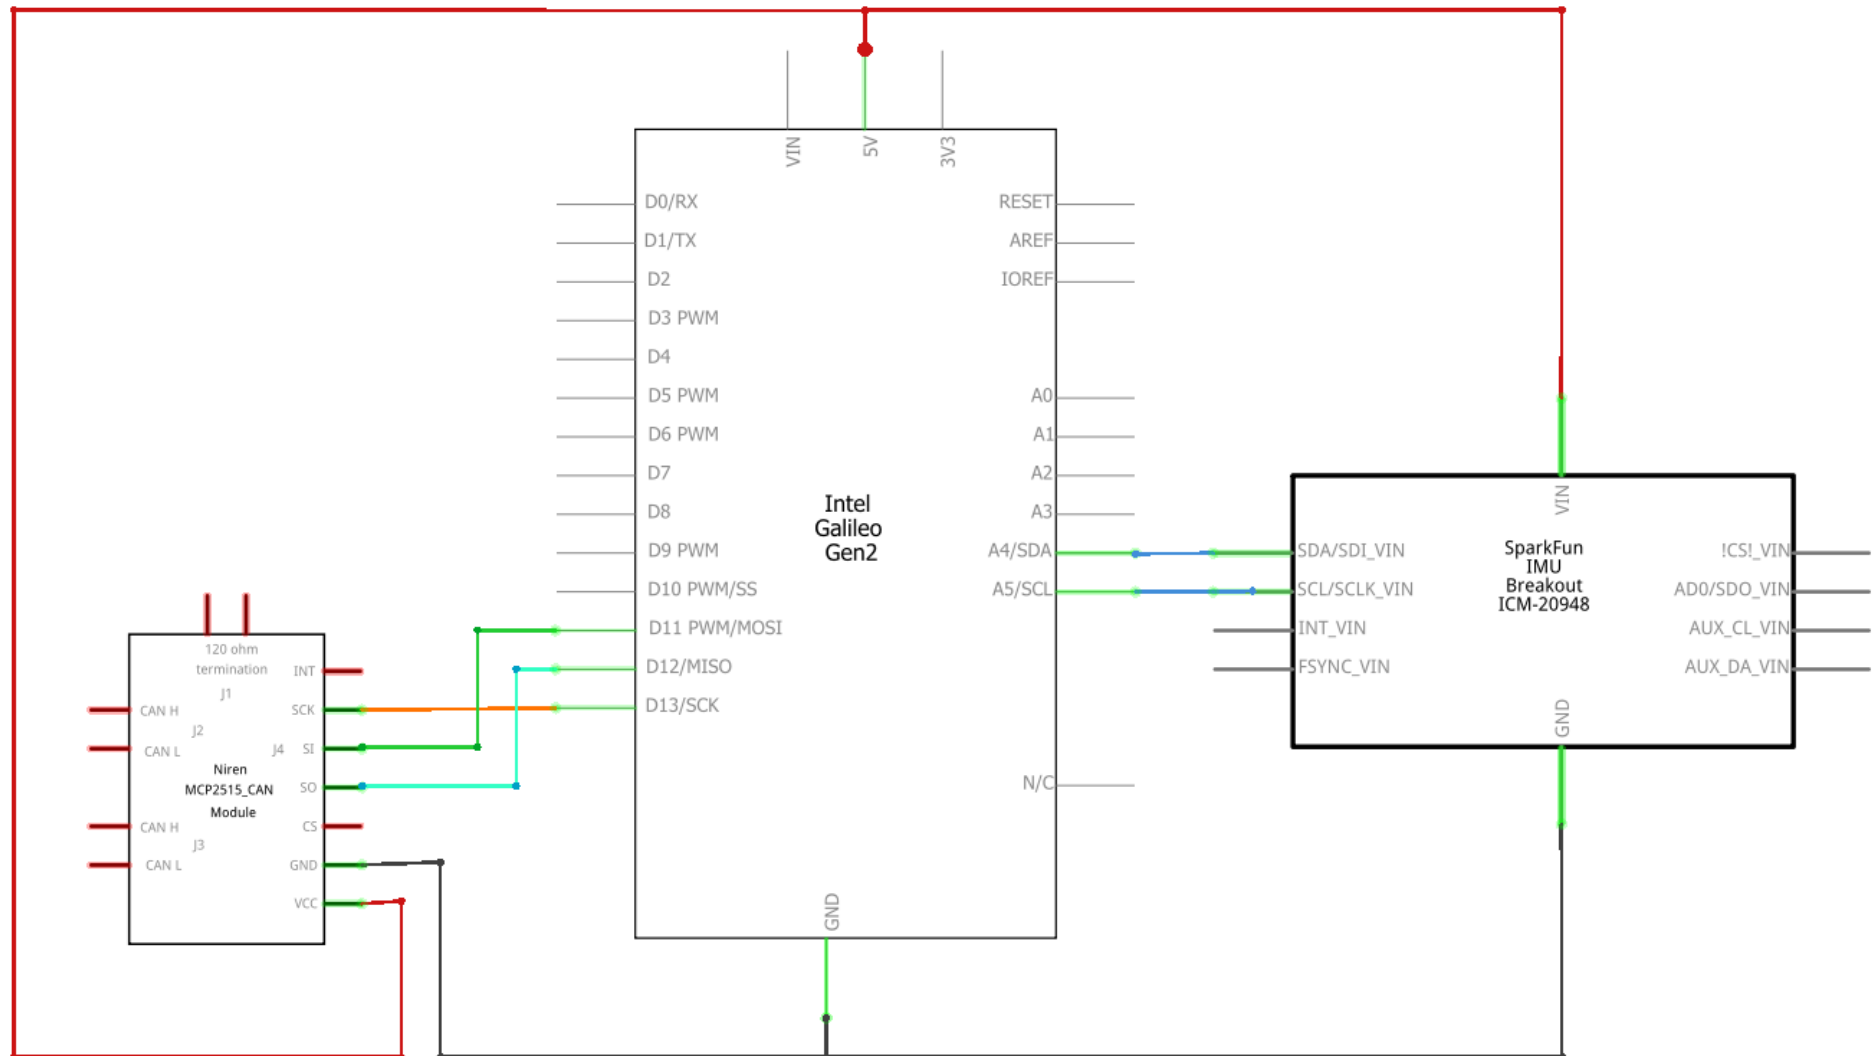 VIN
5V
3V3
D0/RX
D1/TX
D2
D3 PWM
D4
D5 PWM
D6 PWM
D7
D8
D9 PWM
D10 PWM/SS
D11 PWM/MOSI
D12/MISO
D13/SCK
Intel
Galileo
Gen2
RESET
AREF
IOREF
A0
A1
A2
A3
A4/SDA
A5/SCL
N/C
GND
120 ohm
termination
J1
CAN H
J2
CAN L
Niren
MCP2515_CAN
Module
CAN H
J3
CAN L
INT
SCK
J4 SI
SO
CS
GND
VCC
VIN
SDA/SDI_VIN
SCL/SCLK_VIN
INT_VIN
FSYNC_VIN
SparkFun
IMU
Breakout
ICM-20948
!CS!_VIN
AD0/SDO_VIN
AUX_CL_VIN
AUX_DA_VIN
GND